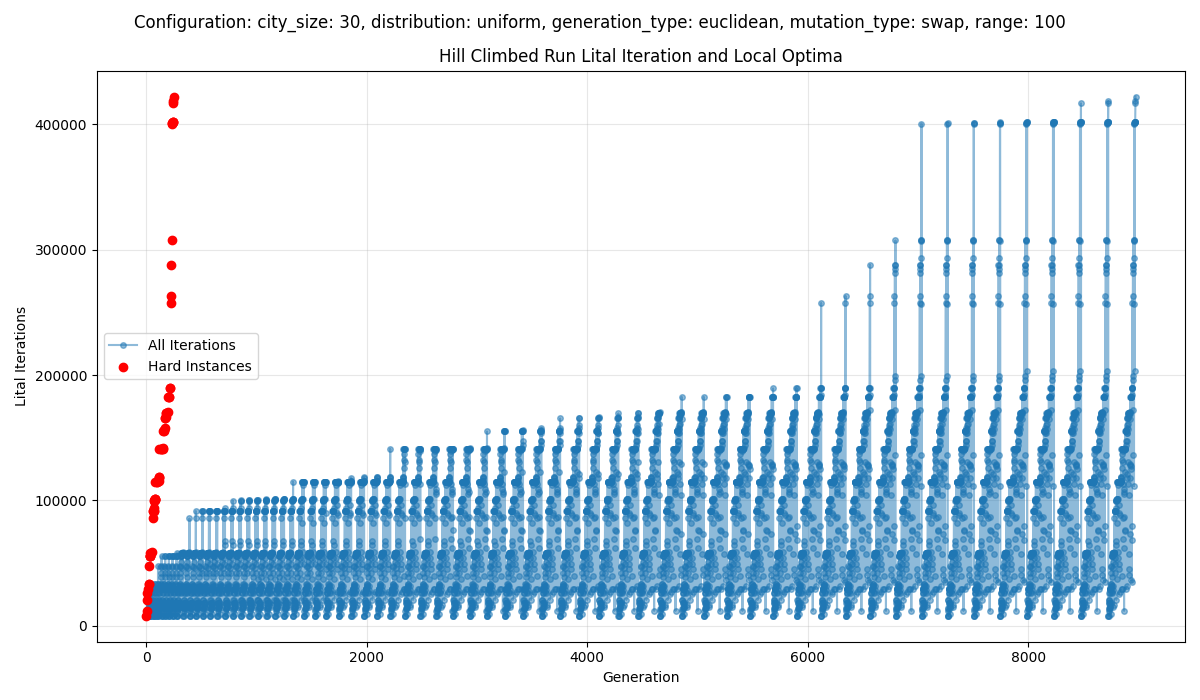 Configuration: city_size: 30, distribution: uniform, generation_type: euclidean, mutation_type: swap, range: 100
Hill Climbed Run Lital Iteration and Local Optima
400000
300000
200000
100000
0
Lital Iterations
All Iterations
Hard Instances
0 2000 4000 6000 8000
Generation